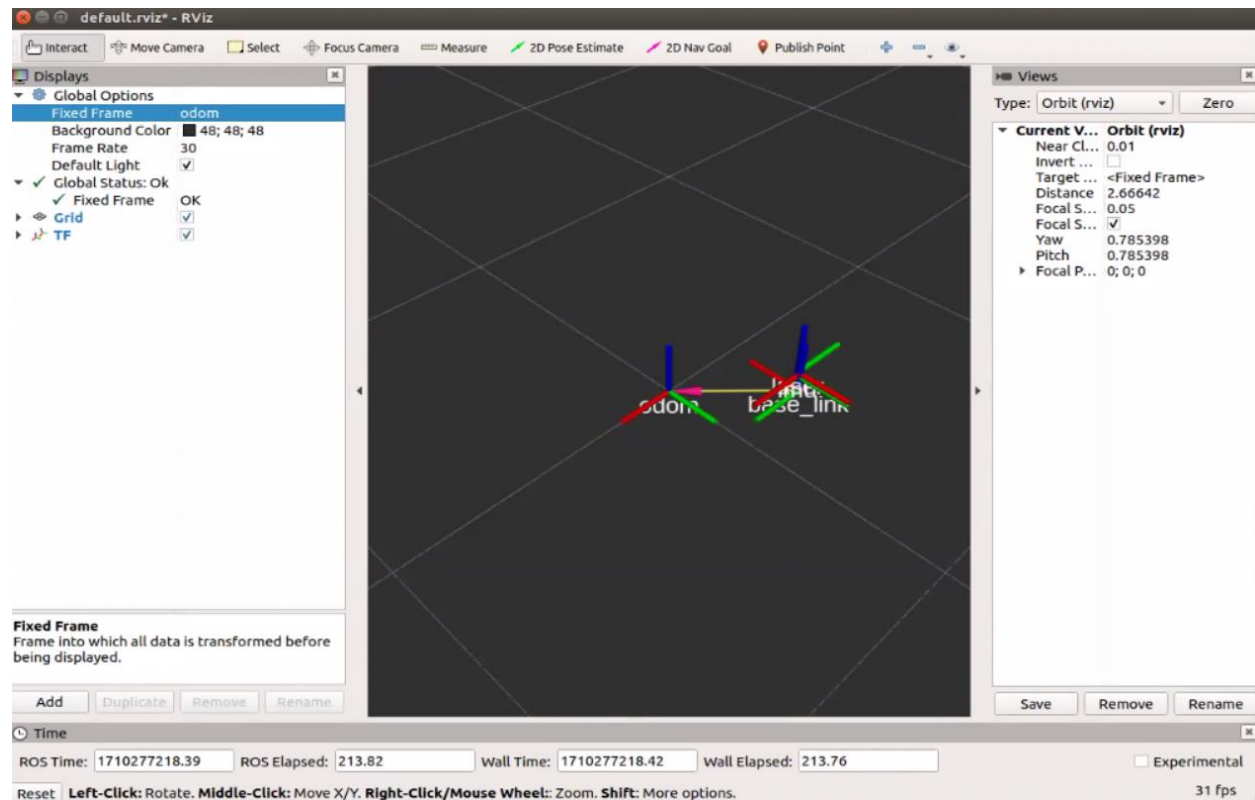 default.rviz* - RViz
Interact Move Camera Select Focus Camera Measure 2D Pose Estimate 2D Nav Goal Publish Point
Displays
Global Options
Fixed Frame odom
Background Color 48; 48; 48
Frame Rate 30
Default Light
Global Status: Ok
Fixed Frame OK
Grid
TF
Fixed Frame
Frame into which all data is transformed before
being displayed.
Add Duplicate Remove Rename
odom
base_link
Views
Type: Orbit (rviz) Zero
Current V... Orbit (rviz)
Near Cl... 0.01
Invert ...
Target ... <Fixed Frame>
Distance 2.66642
Focal S... 0.05
Focal S...
Yaw 0.785398
Pitch 0.785398
Focal P... 0; 0; 0
Save Remove Rename
Time
ROS Time: 1710277218.39 ROS Elapsed: 213.82 Wall Time: 1710277218.42 Wall Elapsed: 213.76 Experimental
Reset Left-Click: Rotate. Middle-Click: Move X/Y. Right-Click/Mouse Wheel:: Zoom. Shift: More options. 31 fps